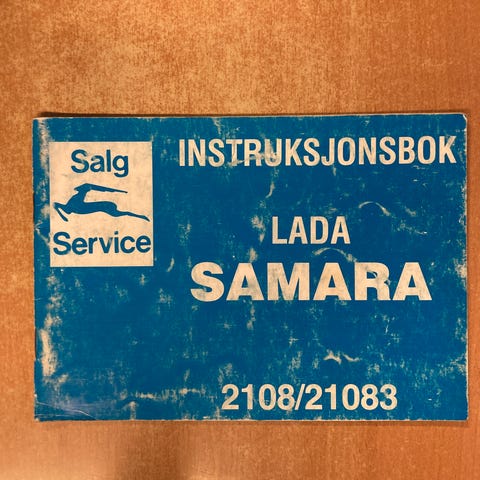 Salg
Service
INSTRUKSJONSBOK
LADA
SAMARA
2108/21083